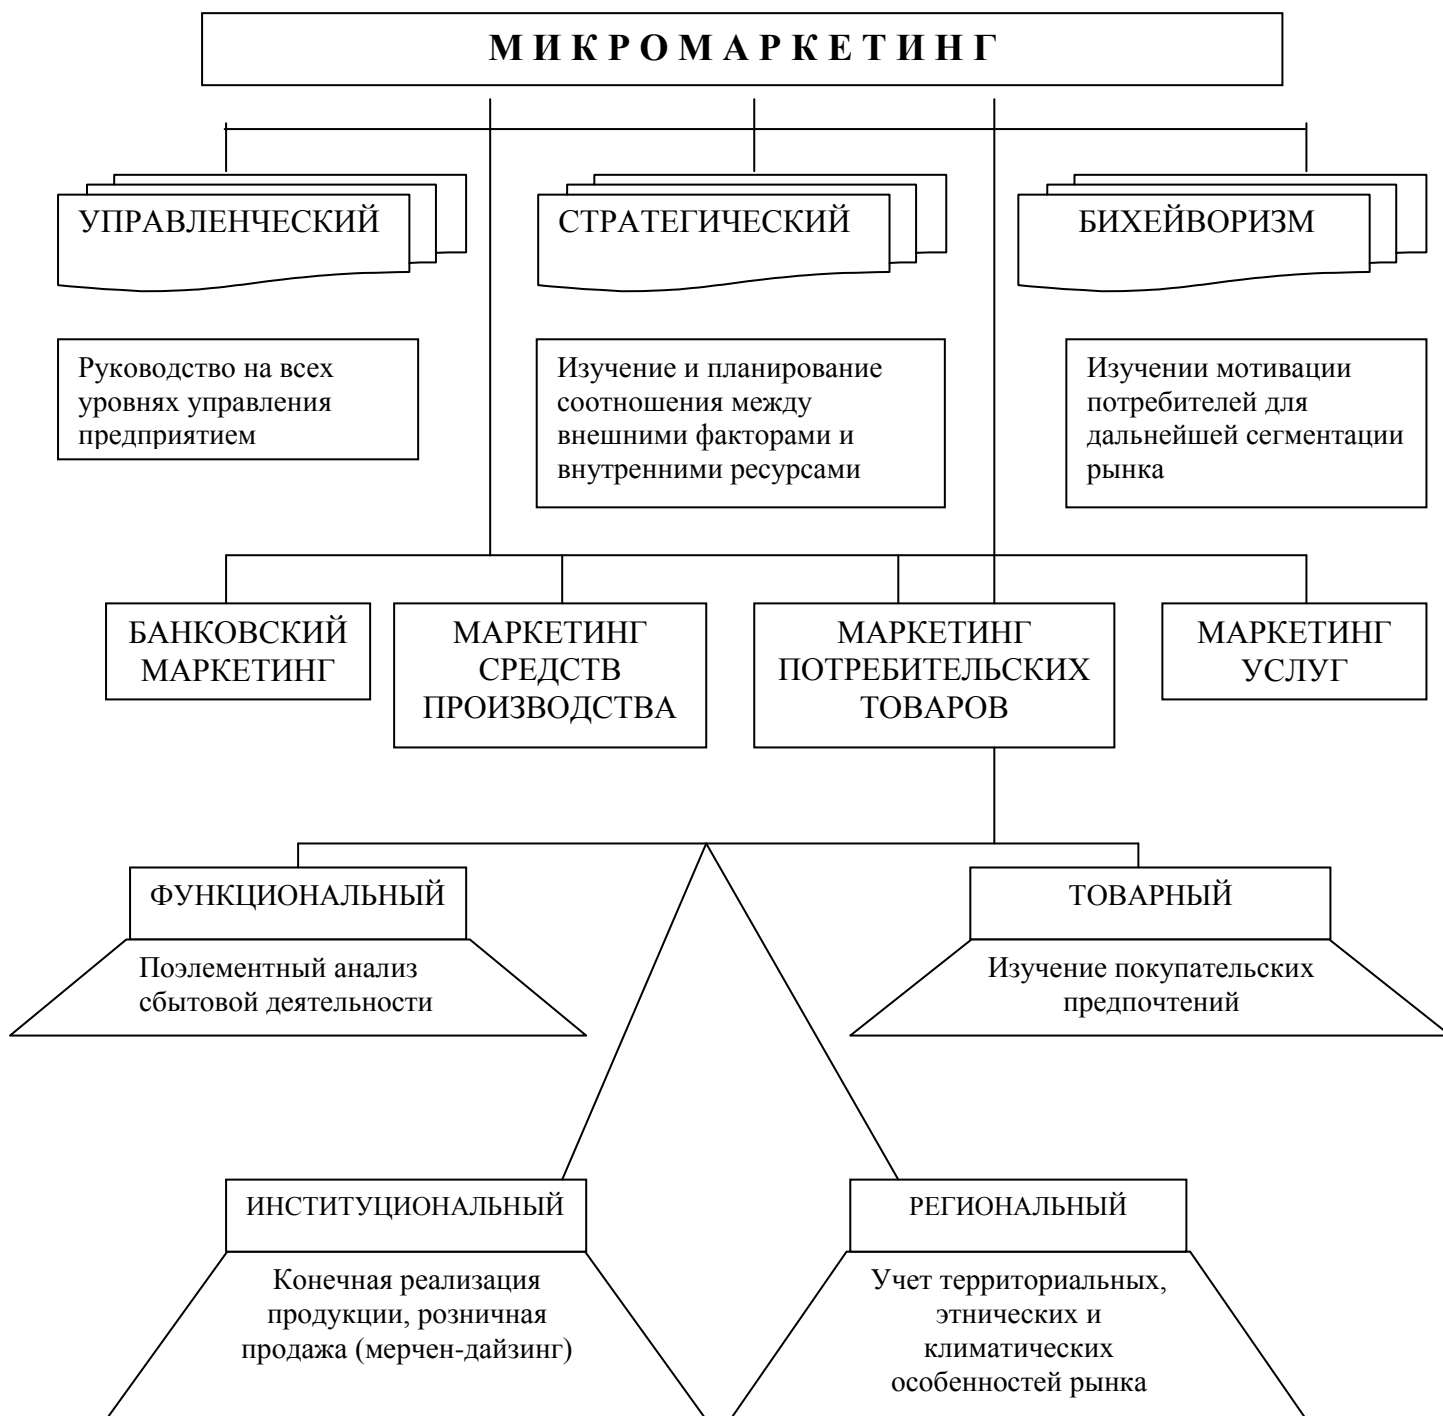 М И К Р О М А Р К Е Т И Н Г
УПРАВЛЕНЧЕСКИЙ
СТРАТЕГИЧЕСКИЙ
БИХЕЙВОРИЗМ
Руководство на всех
уровнях управления
предприятием
Изучение и планирование
соотношения между
внешними факторами и
внутренними ресурсами
Изучении мотивации
потребителей для
дальнейшей сегментации
рынка
БАНКОВСКИЙ
МАРКЕТИНГ
МАРКЕТИНГ
СРЕДСТВ
ПРОИЗВОДСТВА
МАРКЕТИНГ
ПОТРЕБИТЕЛЬСКИХ
ТОВАРОВ
МАРКЕТИНГ
УСЛУГ
ФУНКЦИОНАЛЬНЫЙ
Поэлементный анализ
сбытовой деятельности
ТОВАРНЫЙ
Изучение покупательских
предпочтений
ИНСТИТУЦИОНАЛЬНЫЙ
Конечная реализация
продукции, розничная
продажа (мерчен-дайзинг)
РЕГИОНАЛЬНЫЙ
Учет территориальных,
этнических и
климатических
особенностей рынка